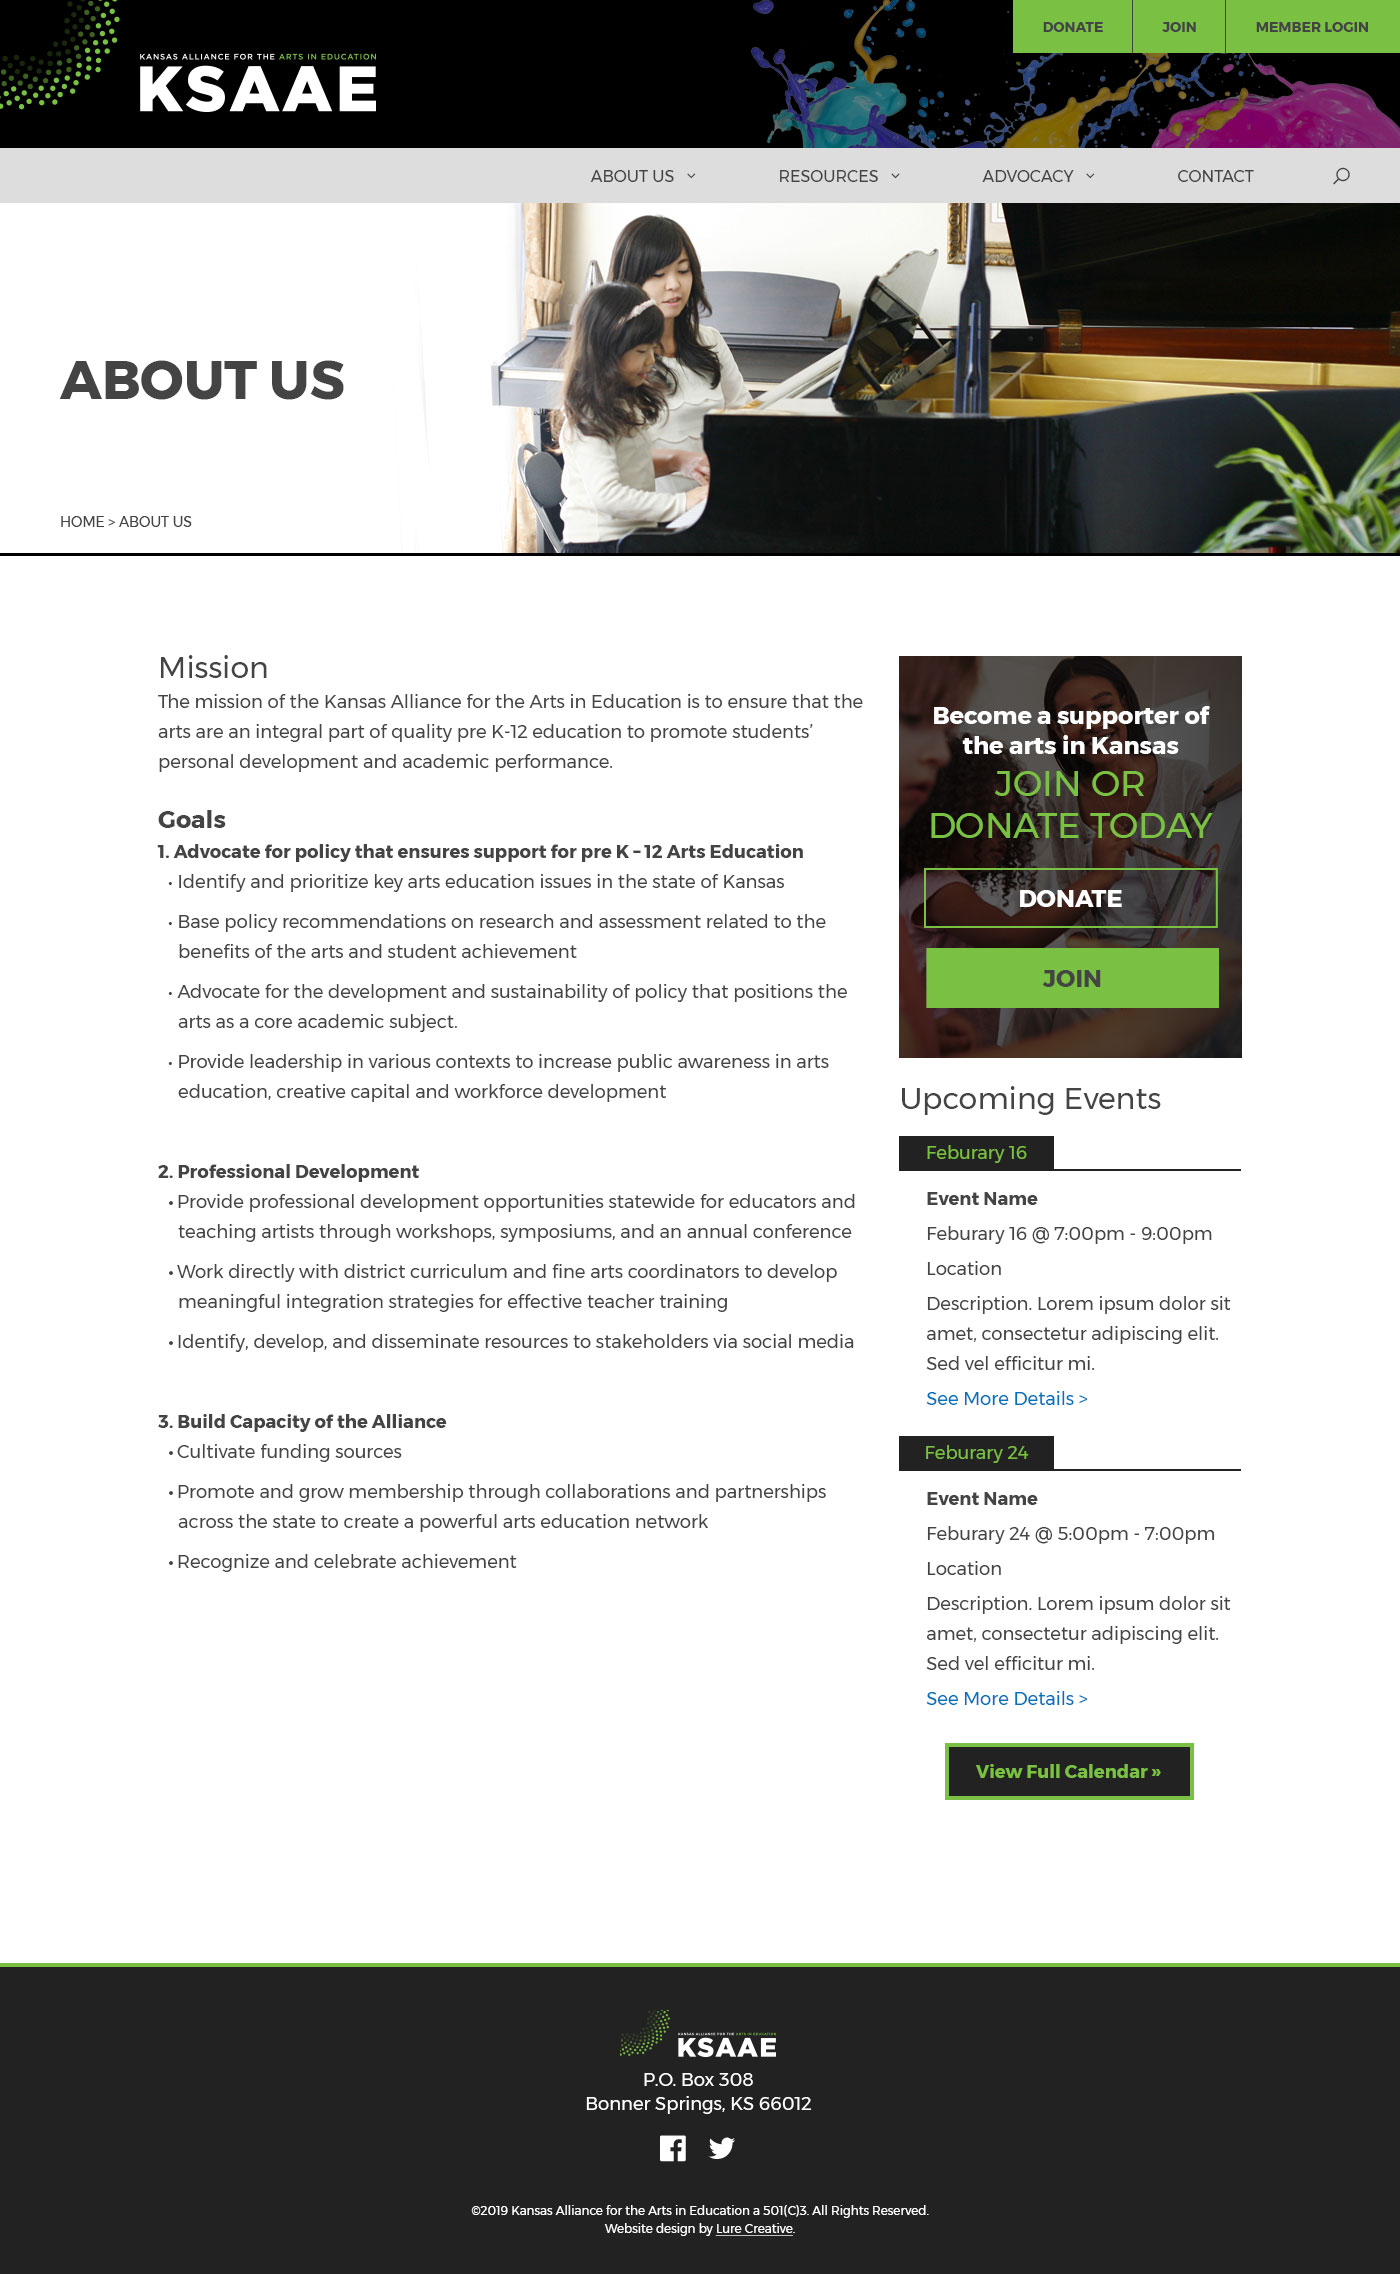 DONATE
JOIN
MEMBER LOGIN
KANSAS ALLIANCE FOR THE ARTS IN EDUCATION
KSAAE
ABOUT US
RESOURCES
ADVOCACY
CONTACT
ABOUT US
HOME > ABOUT US
Mission
The mission of the Kansas Alliance for the Arts in Education is to ensure that the
arts are an integral part of quality pre K-12 education to promote students’
personal development and academic performance.
Goals
1. Advocate for policy that ensures support for pre K – 12 Arts Education
• Identify and prioritize key arts education issues in the state of Kansas
• Base policy recommendations on research and assessment related to the
benefits of the arts and student achievement
• Advocate for the development and sustainability of policy that positions the
arts as a core academic subject.
• Provide leadership in various contexts to increase public awareness in arts
education, creative capital and workforce development
2. Professional Development
• Provide professional development opportunities statewide for educators and
teaching artists through workshops, symposiums, and an annual conference
• Work directly with district curriculum and fine arts coordinators to develop
meaningful integration strategies for effective teacher training
• Identify, develop, and disseminate resources to stakeholders via social media
3. Build Capacity of the Alliance
• Cultivate funding sources
• Promote and grow membership through collaborations and partnerships
across the state to create a powerful arts education network
• Recognize and celebrate achievement
Become a supporter of
the arts in Kansas
JOIN OR
DONATE TODAY
DONATE
JOIN
Upcoming Events
Feburary 16
Event Name
Feburary 16 @ 7:00pm - 9:00pm
Location
Description. Lorem ipsum dolor sit
amet, consectetur adipiscing elit.
Sed vel efficitur mi.
See More Details >
Feburary 24
Event Name
Feburary 24 @ 5:00pm - 7:00pm
Location
Description. Lorem ipsum dolor sit
amet, consectetur adipiscing elit.
Sed vel efficitur mi.
See More Details >
View Full Calendar »
KANSAS ALLIANCE FOR THE ARTS IN EDUCATION
KSAAE
P.O. Box 308
Bonner Springs, KS 66012
©2019 Kansas Alliance for the Arts in Education a 501(C)3. All Rights Reserved.
Website design by Lure Creative.